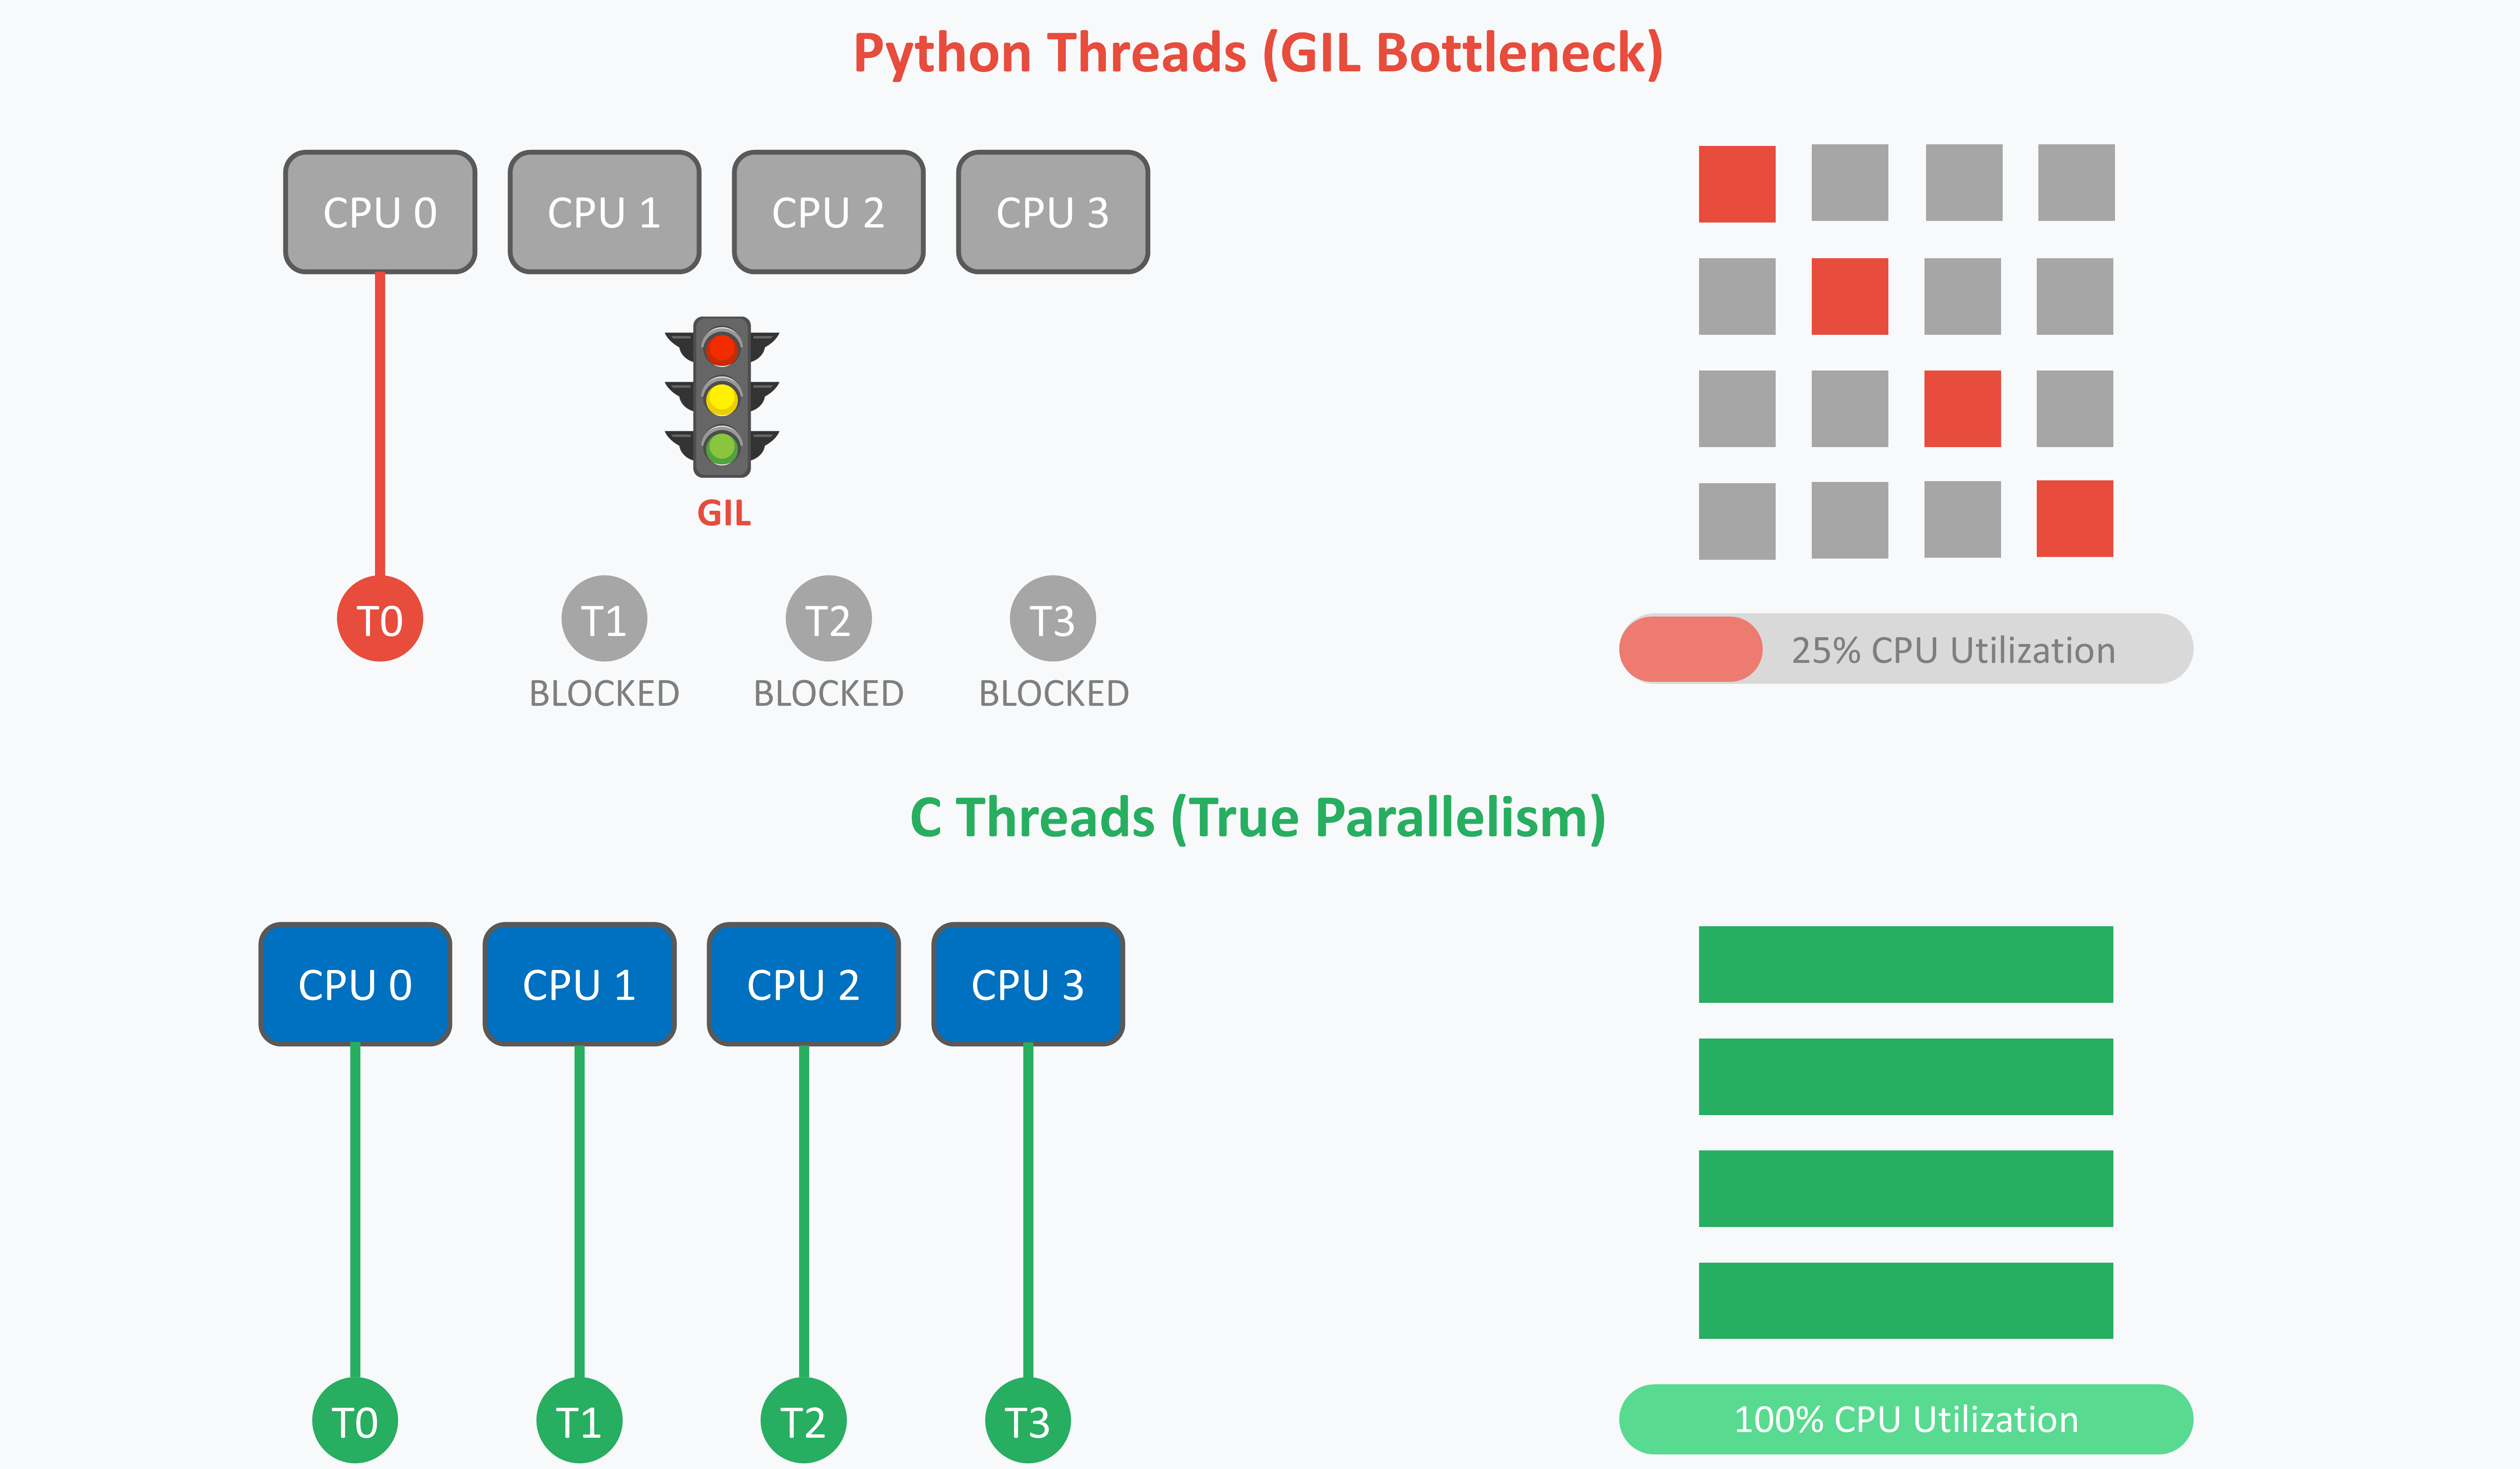 Python Threads (GIL Bottleneck)
CPU 0
CPU 1
CPU 2
CPU 3
GIL
T0
T1
T2
T3
BLOCKED
BLOCKED
BLOCKED
25% CPU Utilization
C Threads (True Parallelism)
CPU 0
CPU 1
CPU 2
CPU 3
T0
T1
T2
T3
100% CPU Utilization